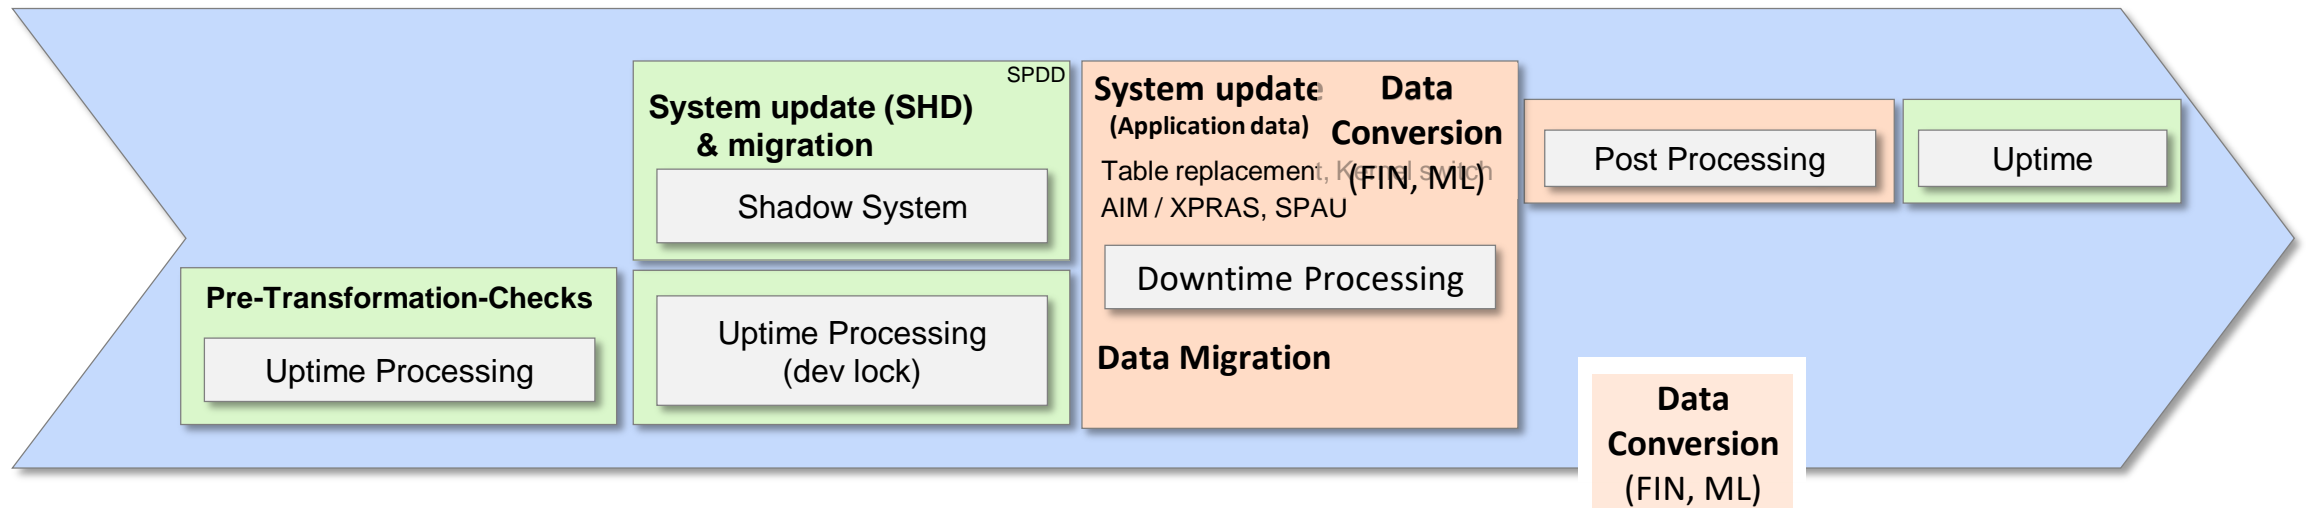 SPDD
System update (SHD)
& migration
Shadow System
Pre-Transformation-Checks
Uptime Processing
Uptime Processing
(dev lock)
System update
(Application data)
Table replacement, Kernel switch
AIM / XPRAS, SPAU
Data
Conversion
(FIN, ML)
Downtime Processing
Data Migration
Post Processing
Uptime
Data
Conversion
(FIN, ML)